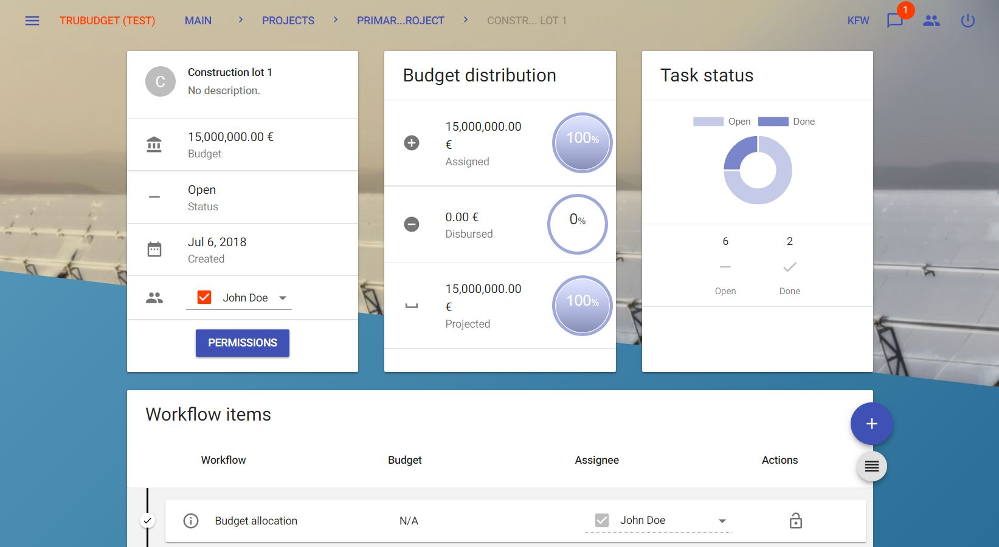 TRUBUDGET (TEST) MAIN > PROJECTS > PRIMAR...ROJECT > CONSTR... LOT 1 KFW 1
C
Construction lot 1
No description.
15,000,000.00 €
Budget
Open
Status
Jul 6, 2018
Created
John Doe
PERMISSIONS
Budget distribution
15,000,000.00
€
Assigned
100%
0.00 €
Disbursed
0%
15,000,000.00
€
Projected
100%
Task status
Open Done
6 2
Open Done
Workflow items
Workflow Budget Assignee Actions
Budget allocation N/A John Doe